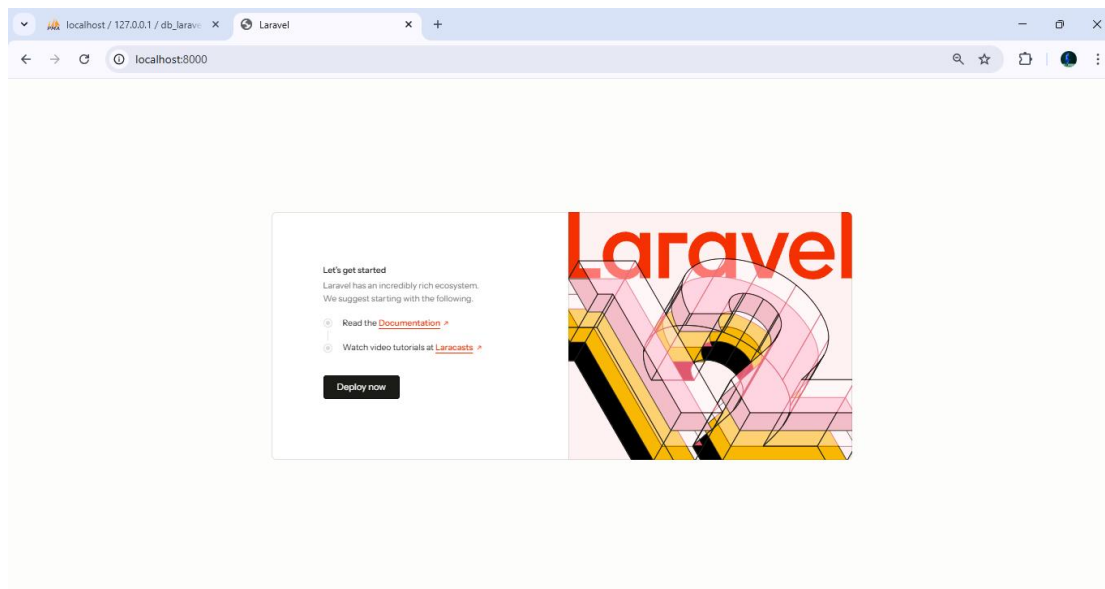 localhost / 127.0.0.1 / db_larave
Laravel
localhost:8000
Let's get started
Laravel has an incredibly rich ecosystem.
We suggest starting with the following.
Read the Documentation
Watch video tutorials at Laracasts
Deploy now
Laravel